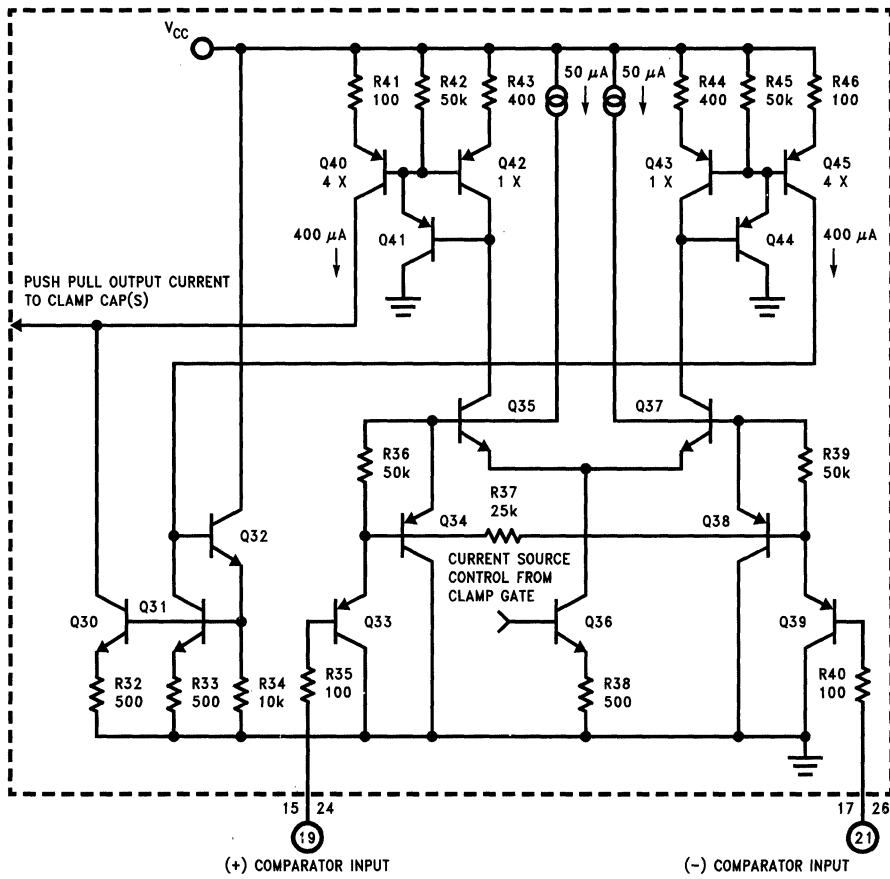 VCC
R41
100
R42
50k
R43
400
50 μA
50 μA
R44
400
R45
50k
R46
100
Q40
4 X
Q42
1 X
Q43
1 X
Q45
4 X
400 μA
Q41
Q44
400 μA
PUSH PULL OUTPUT CURRENT
TO CLAMP CAP(S)
Q35
Q37
R36
50k
R39
50k
R37
25k
Q34
Q38
Q32
CURRENT SOURCE
CONTROL FROM
CLAMP GATE
Q30
Q31
Q33
Q36
Q39
R32
500
R33
500
R34
10k
R35
100
R38
500
R40
100
15 24
17 26
19
21
(+) COMPARATOR INPUT
(-) COMPARATOR INPUT